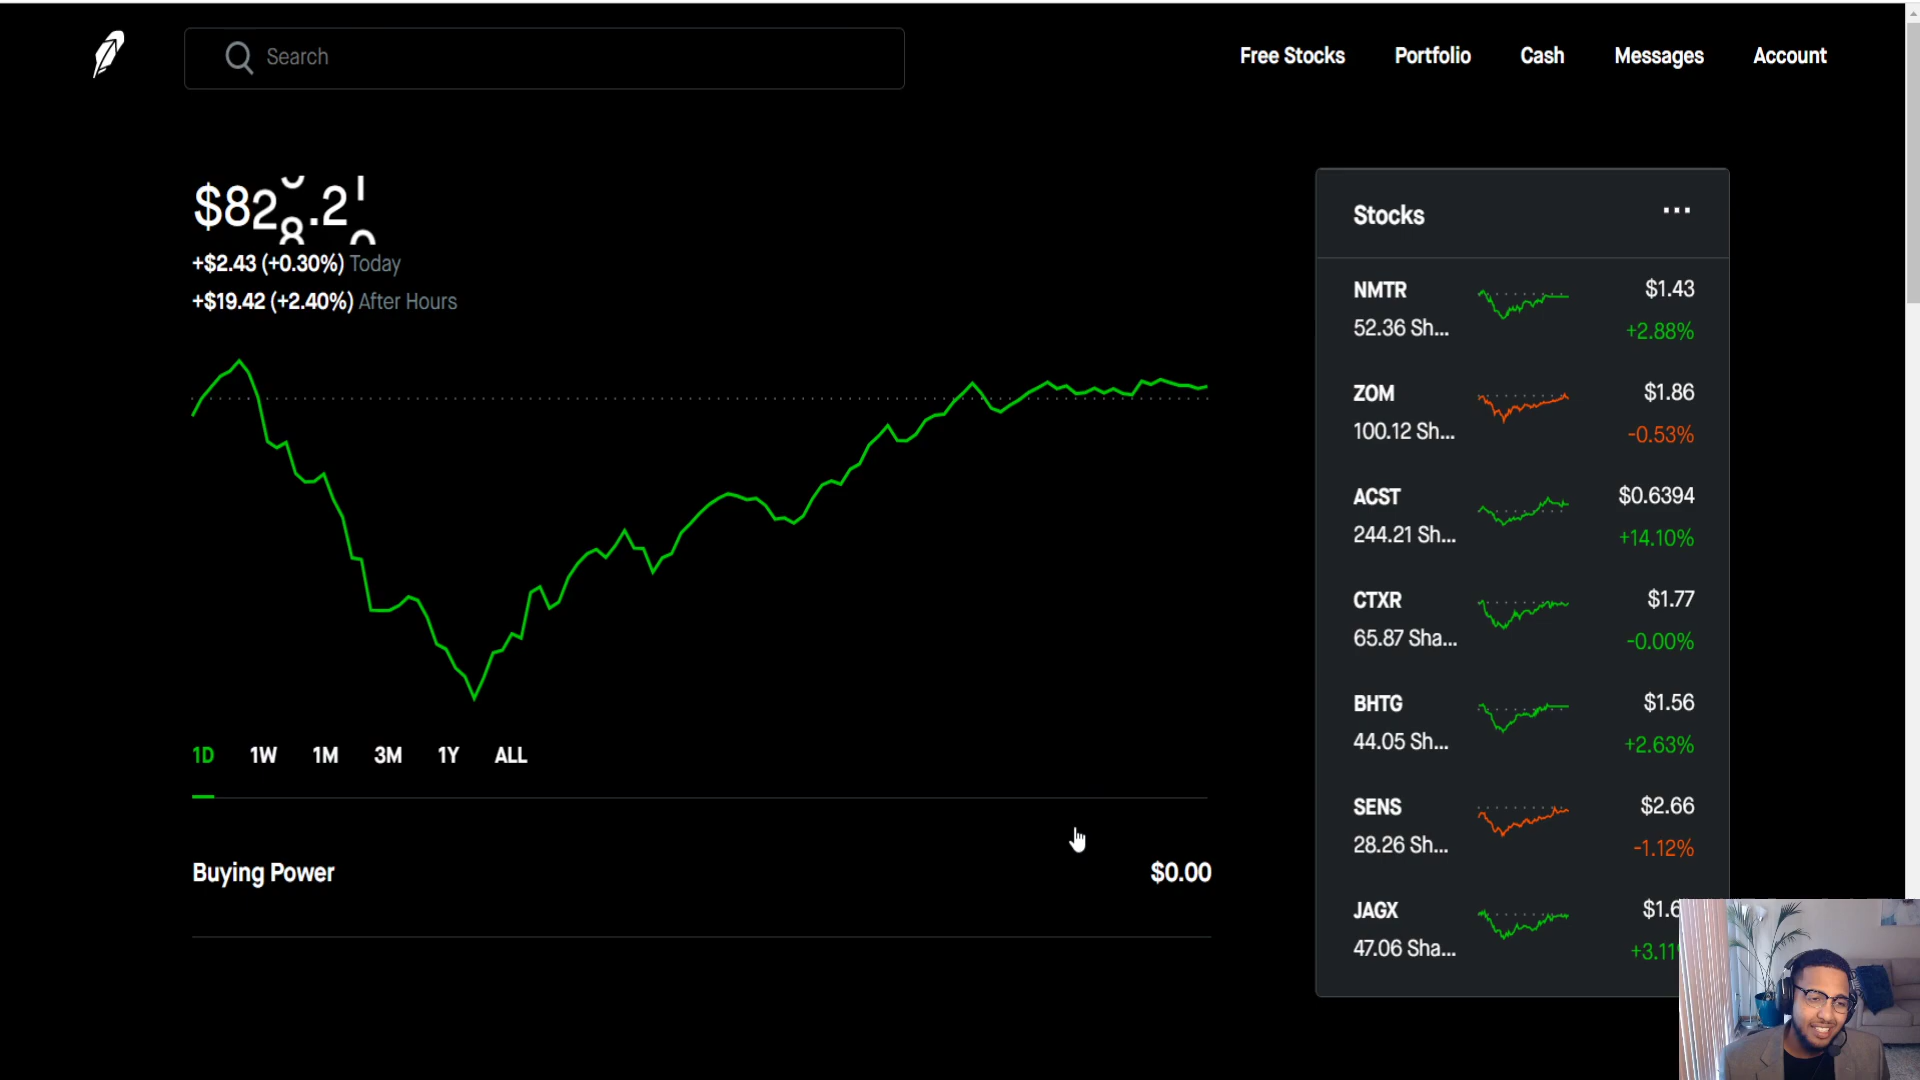 Search
Free Stocks
Portfolio
Cash
Messages
Account
+$2.43 (+0.30%) Today
+$19.42 (+2.40%) After Hours
1D
1W
1M
3M
1Y
ALL
Buying Power
$0.00
Stocks
NMTR
52.36 Sh...
$1.43
+2.88%
ZOM
100.12 Sh...
$1.86
-0.53%
ACST
244.21 Sh...
$0.6394
+14.10%
CTXR
65.87 Sha...
$1.77
-0.00%
BHTG
44.05 Sh...
$1.56
+2.63%
SENS
28.26 Sh...
$2.66
-1.12%
JAGX
47.06 Sha...